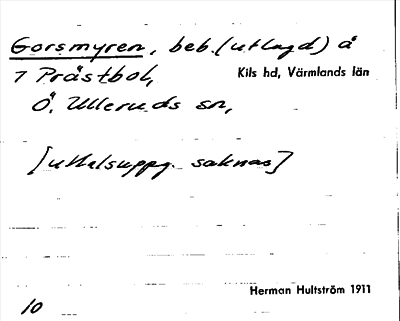 Gorsmyren, beb. (utlagd) å
7 Prästbol,
Kils hd, Värmlands län
Ö. Ulleruds sn,
[uttalsuppg. saknas]
Herman Hultström 1911
10